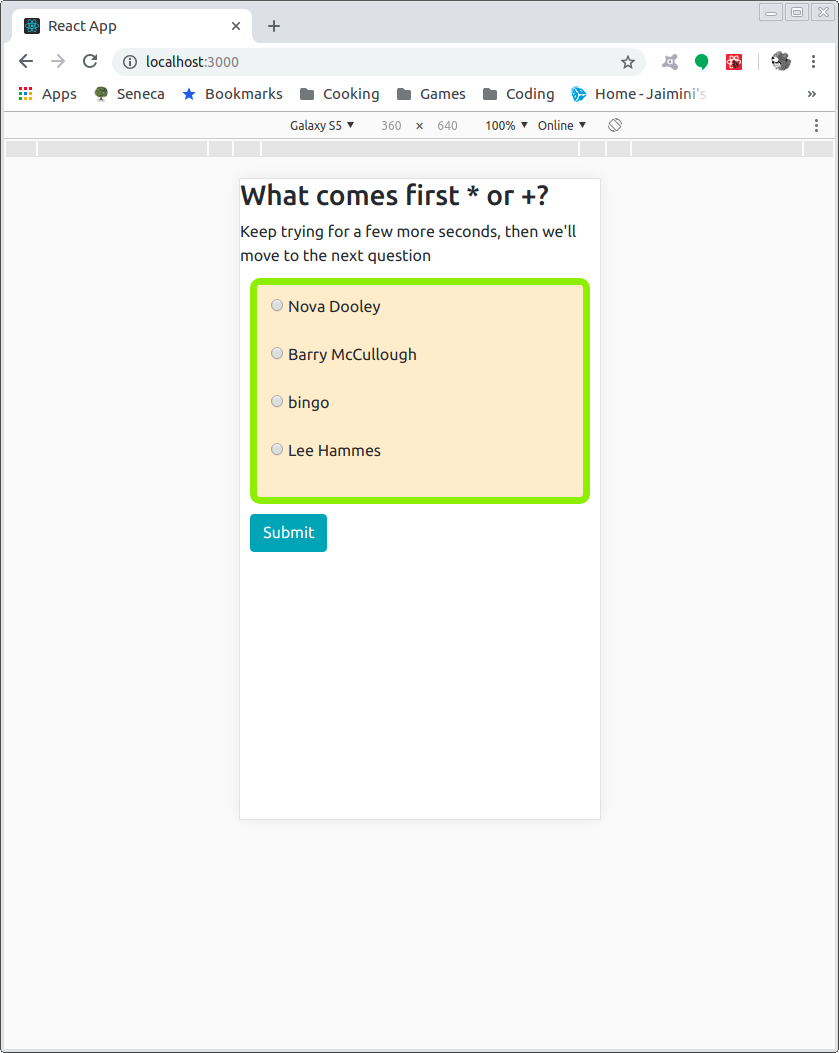 React App
localhost:3000
Apps Seneca Bookmarks Cooking Games Coding Home - Jaimini's »
Galaxy S5 ▼ 360 × 640 100% ▼ Online ▼
What comes first * or +?
Keep trying for a few more seconds, then we'll
move to the next question
Nova Dooley
Barry McCullough
bingo
Lee Hammes
Submit